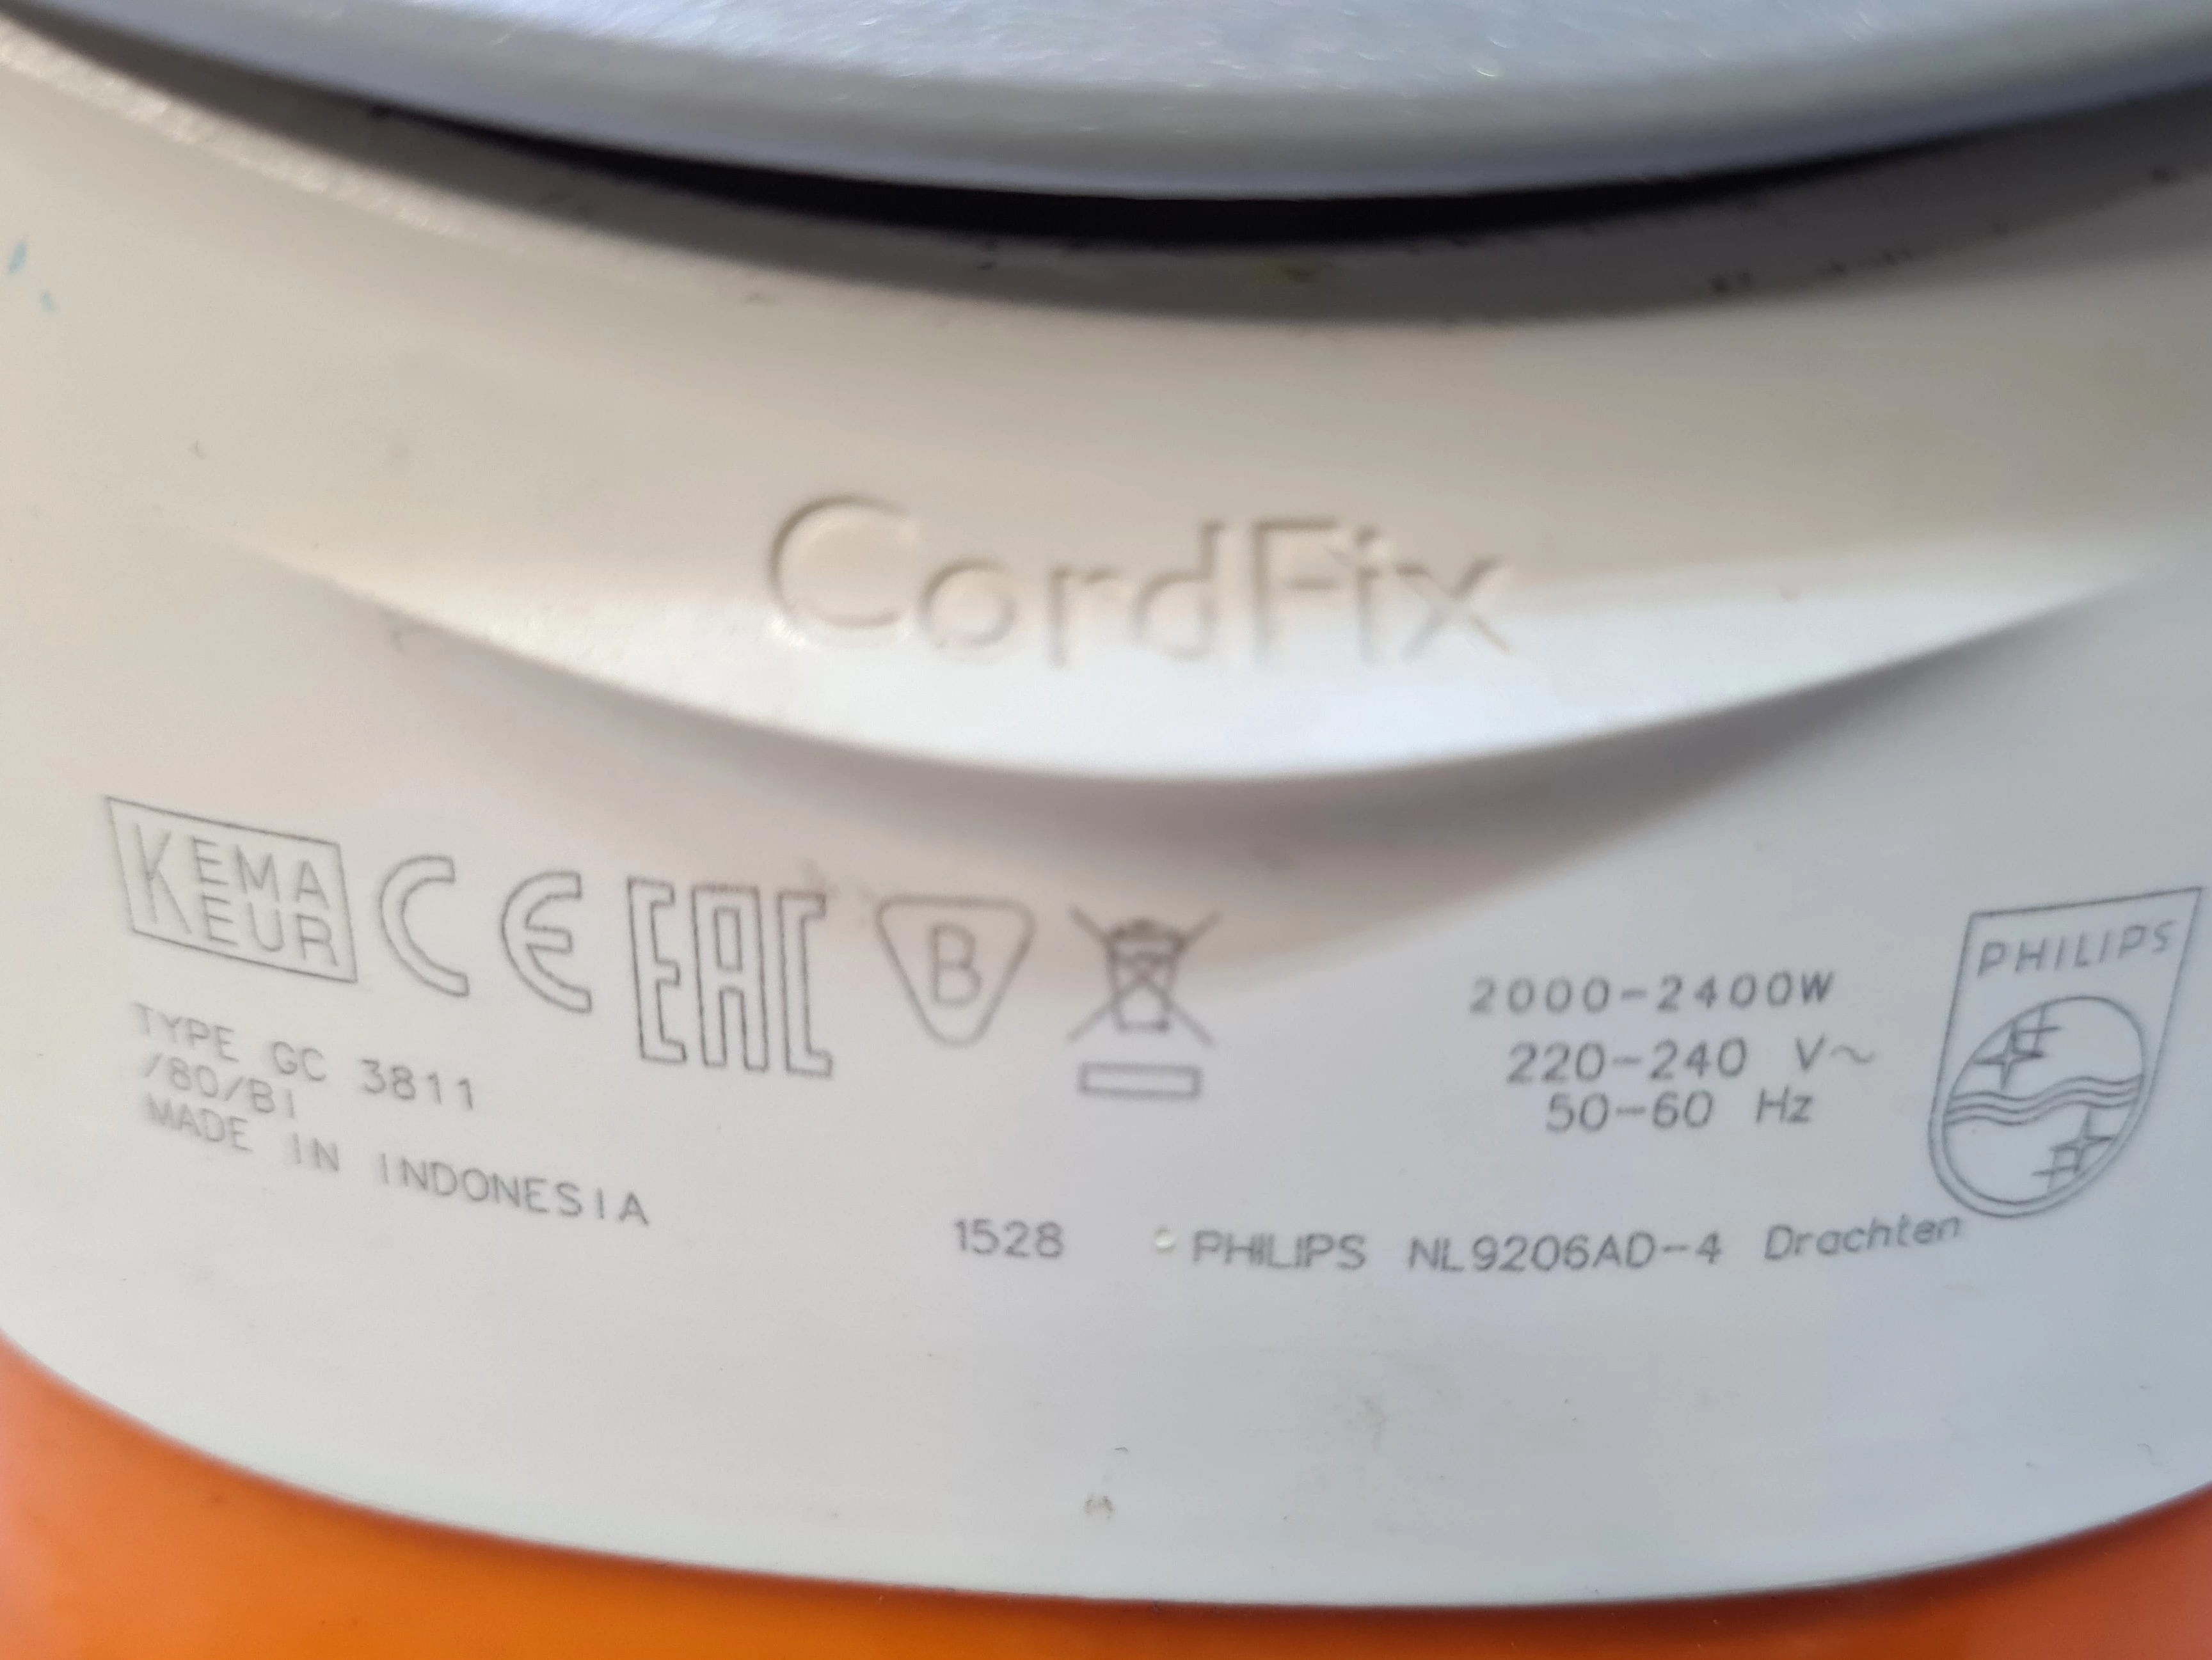 CordFix
KEMA
EUR
CE
EAC
B
TYPE GC 3811
/80/BI
MADE IN INDONESIA
2000-2400W
220-240 V~
50-60 Hz
PHILIPS
1528 PHILIPS NL9206AD-4 Drachten